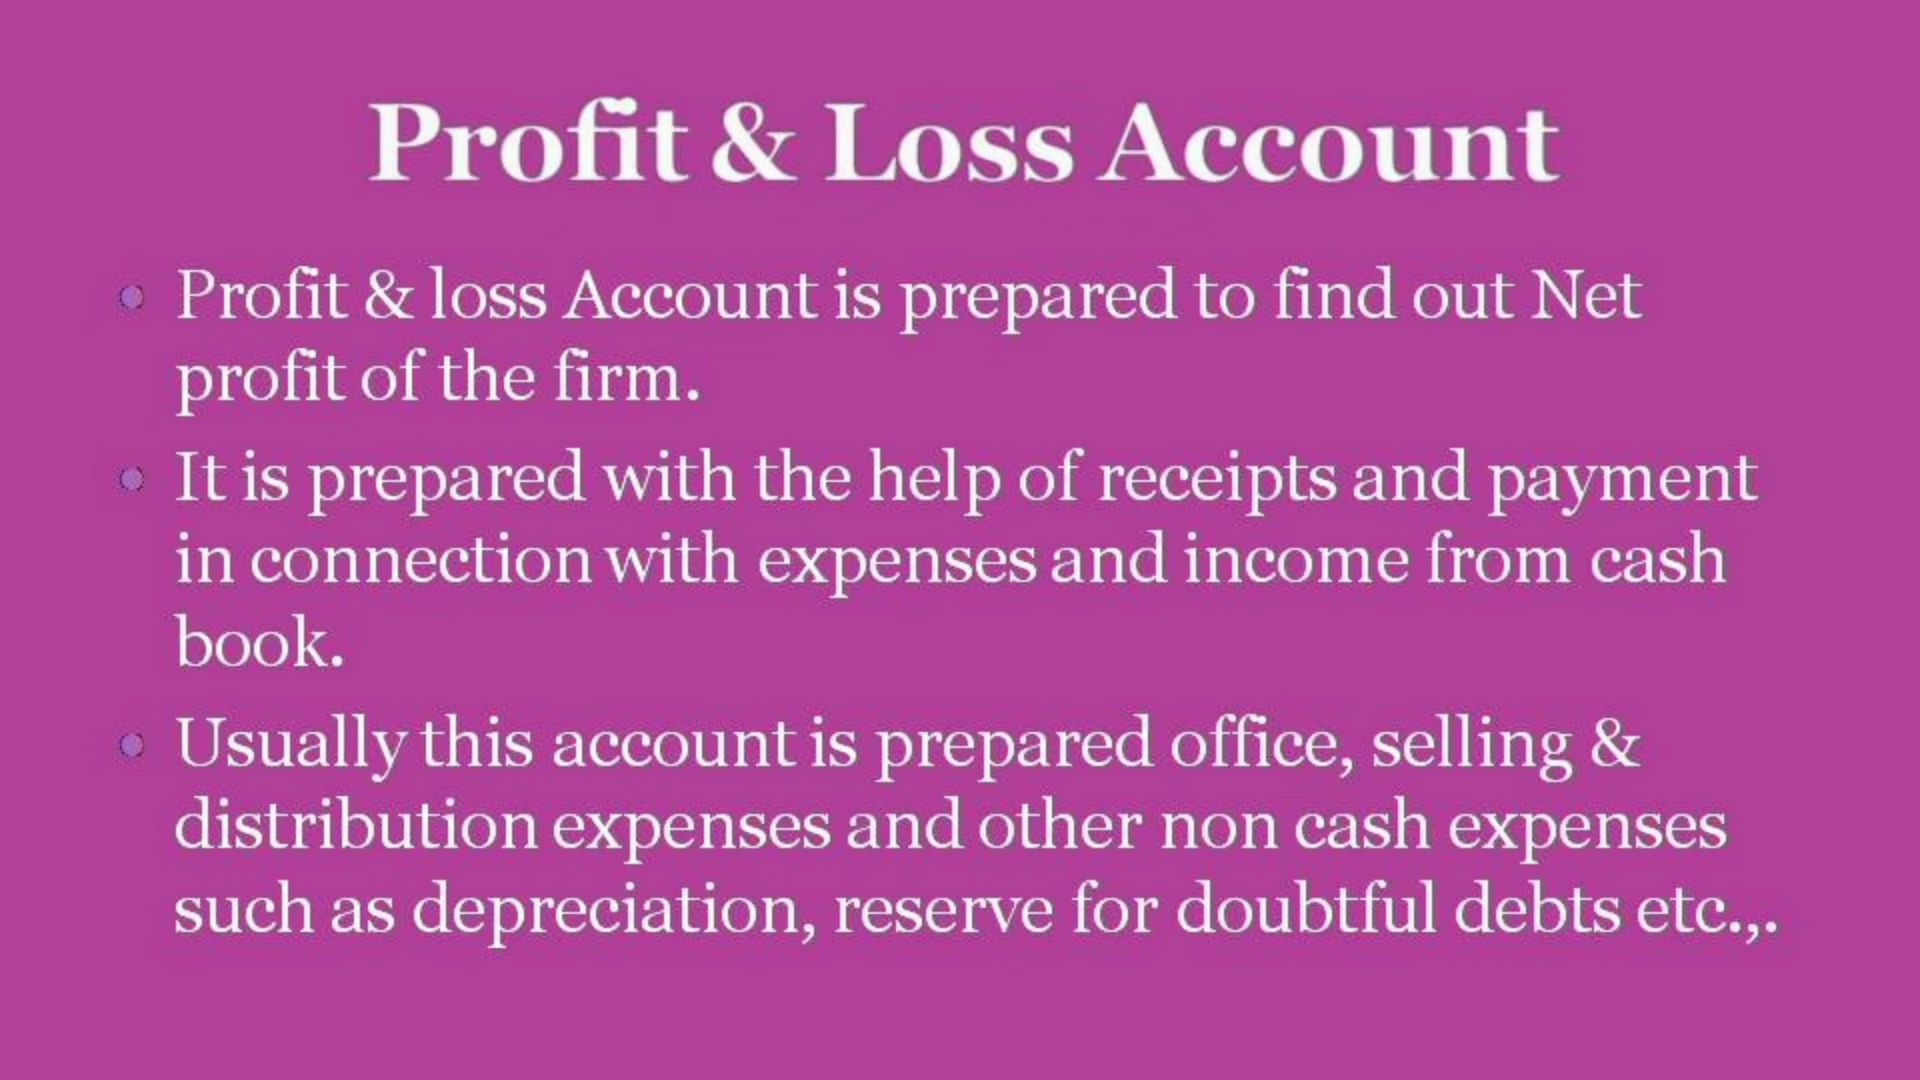 Profit & Loss Account
Profit & loss Account is prepared to find out Net
profit of the firm.
It is prepared with the help of receipts and payment
in connection with expenses and income from cash
book.
Usually this account is prepared office, selling &
distribution expenses and other non cash expenses
such as depreciation, reserve for doubtful debts etc.,.